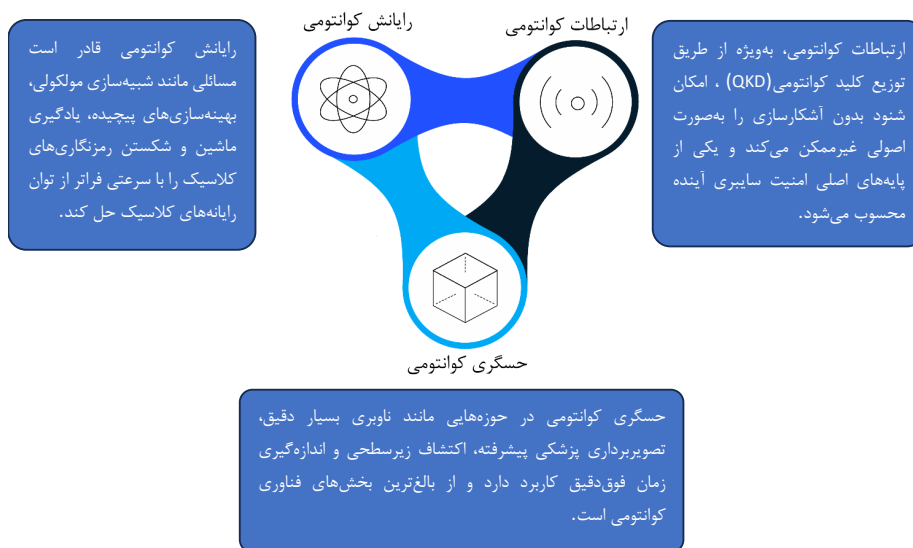 ارتباطات کوانتومی
ارتباطات کوانتومی، به‌ویژه از طریق
توزیع کلید کوانتومی(QKD) ، امکان
شنود بدون آشکارسازی را به‌صورت
اصولی غیرممکن می‌کند و یکی از
پایه‌های اصلی امنیت سایبری آینده
محسوب می‌شود.
رایانش کوانتومی
رایانش کوانتومی قادر است
مسائلی مانند شبیه‌سازی مولکولی،
بهینه‌سازی‌های پیچیده، یادگیری
ماشین و شکستن رمزنگاری‌های
کلاسیک را با سرعتی فراتر از توان
رایانه‌های کلاسیک حل کند.
حسگری کوانتومی
حسگری کوانتومی در حوزه‌هایی مانند ناوبری بسیار دقیق،
تصویربرداری پزشکی پیشرفته، اکتشاف زیرسطحی و اندازه‌گیری
زمان فوق‌دقیق کاربرد دارد و از بالغ‌ترین بخش‌های فناوری
کوانتومی است.